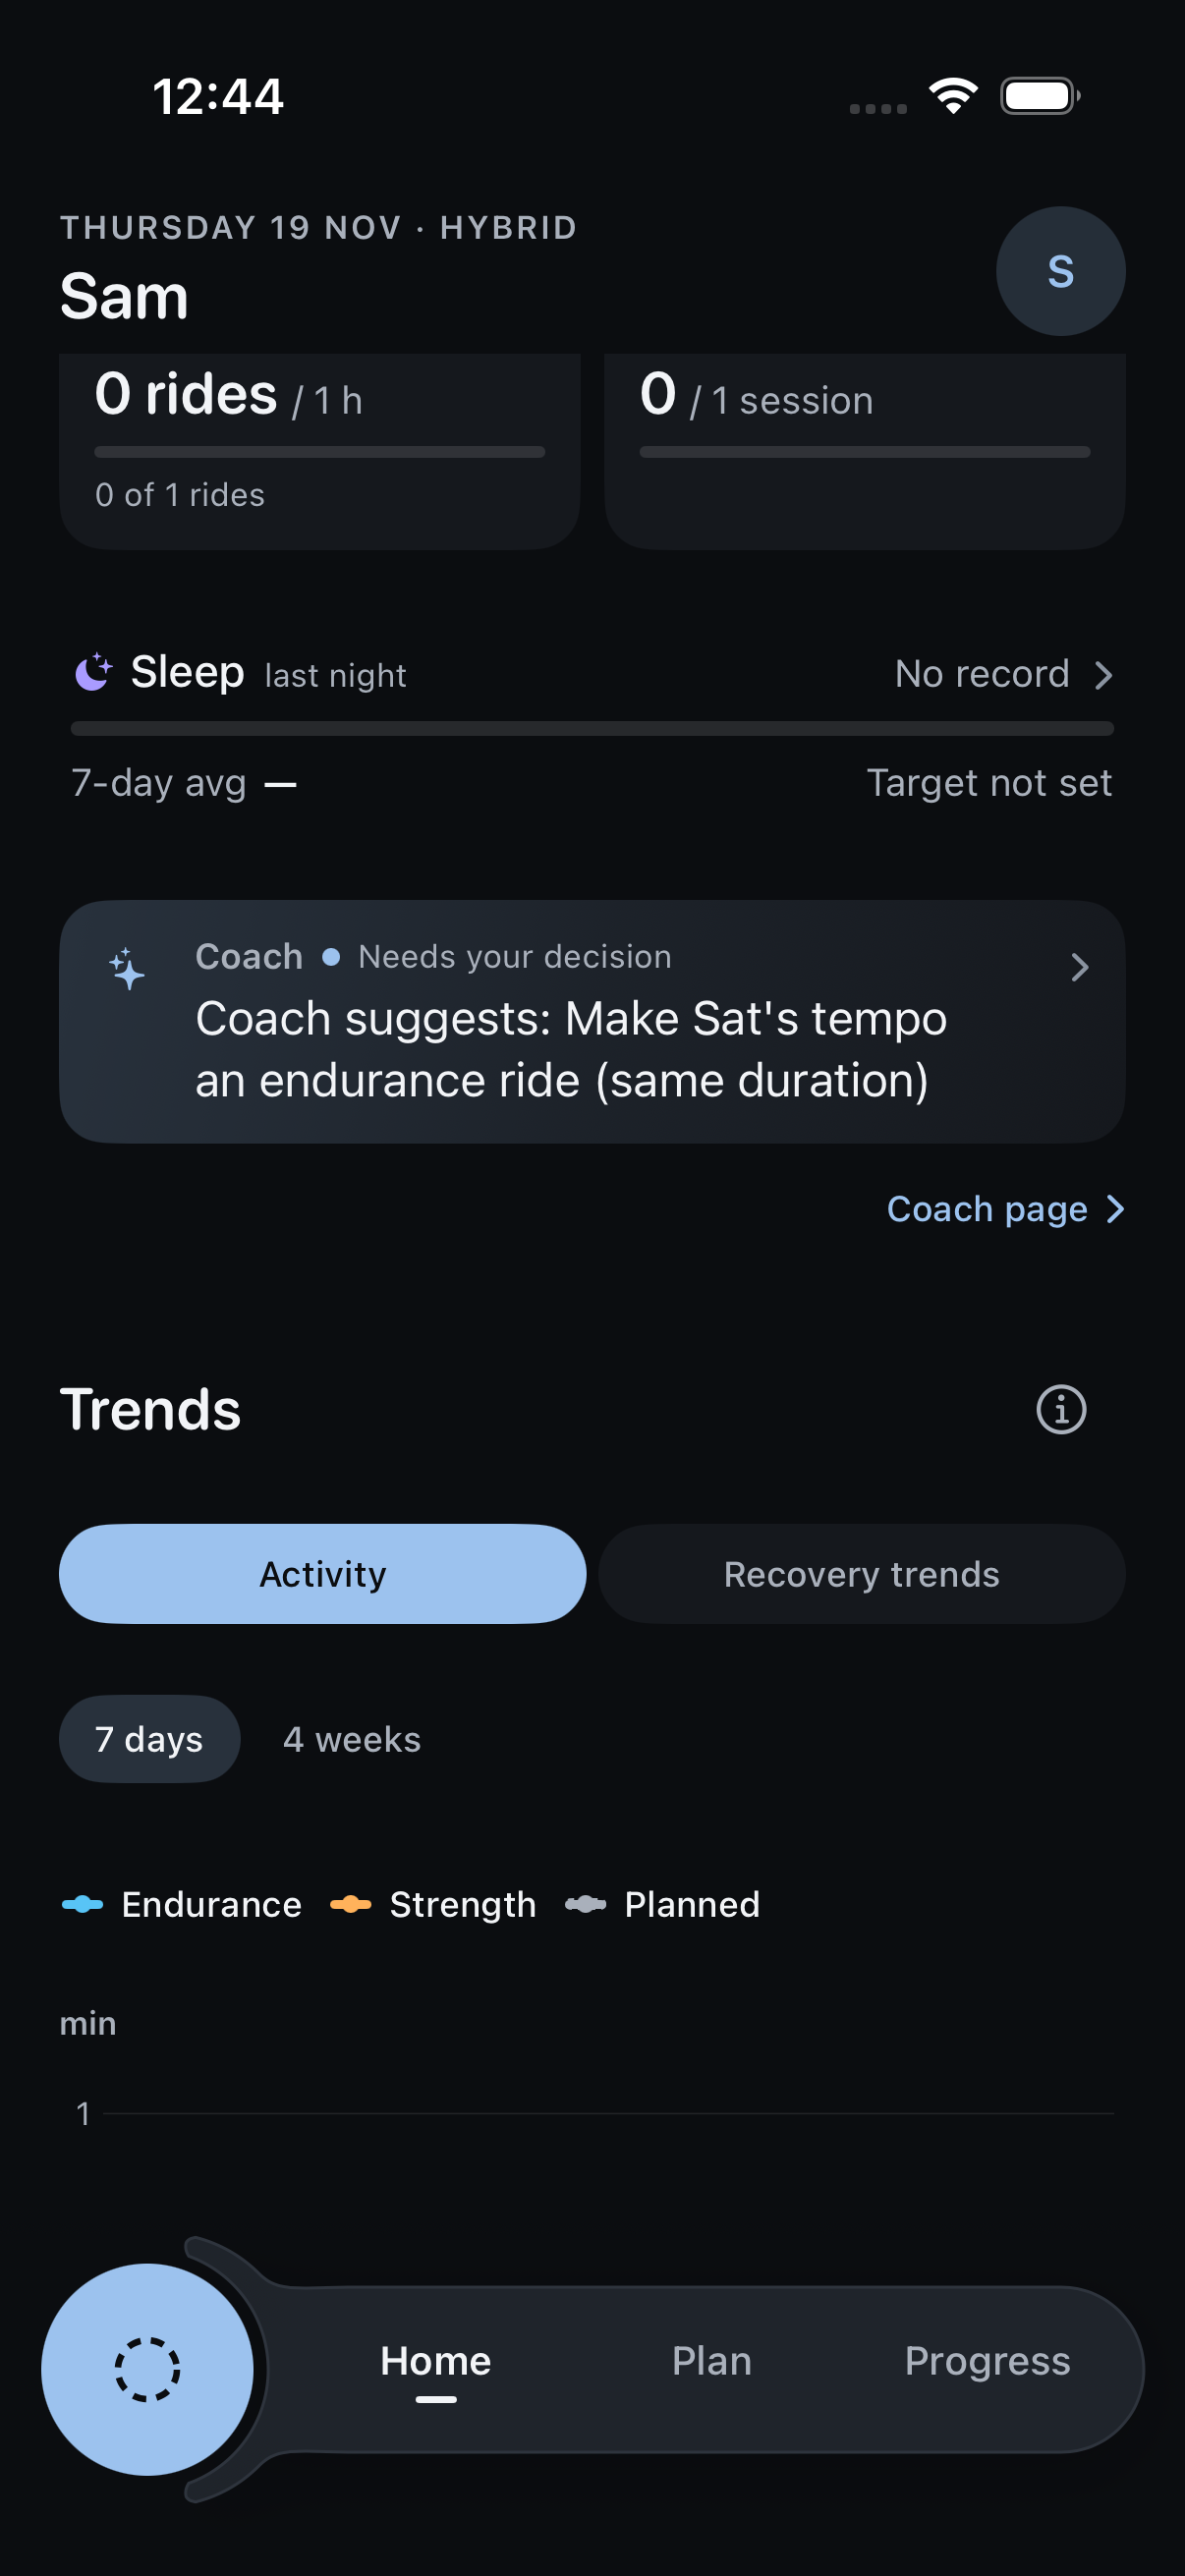 12:44
THURSDAY 19 NOV · HYBRID
Sam
S
0 rides / 1 h
0 of 1 rides
0 / 1 session
Sleep last night
No record
7-day avg —
Target not set
Coach • Needs your decision
Coach suggests: Make Sat's tempo
an endurance ride (same duration)
Coach page
Trends
Activity
Recovery trends
7 days
4 weeks
Endurance
Strength
Planned
min
1
Home
Plan
Progress